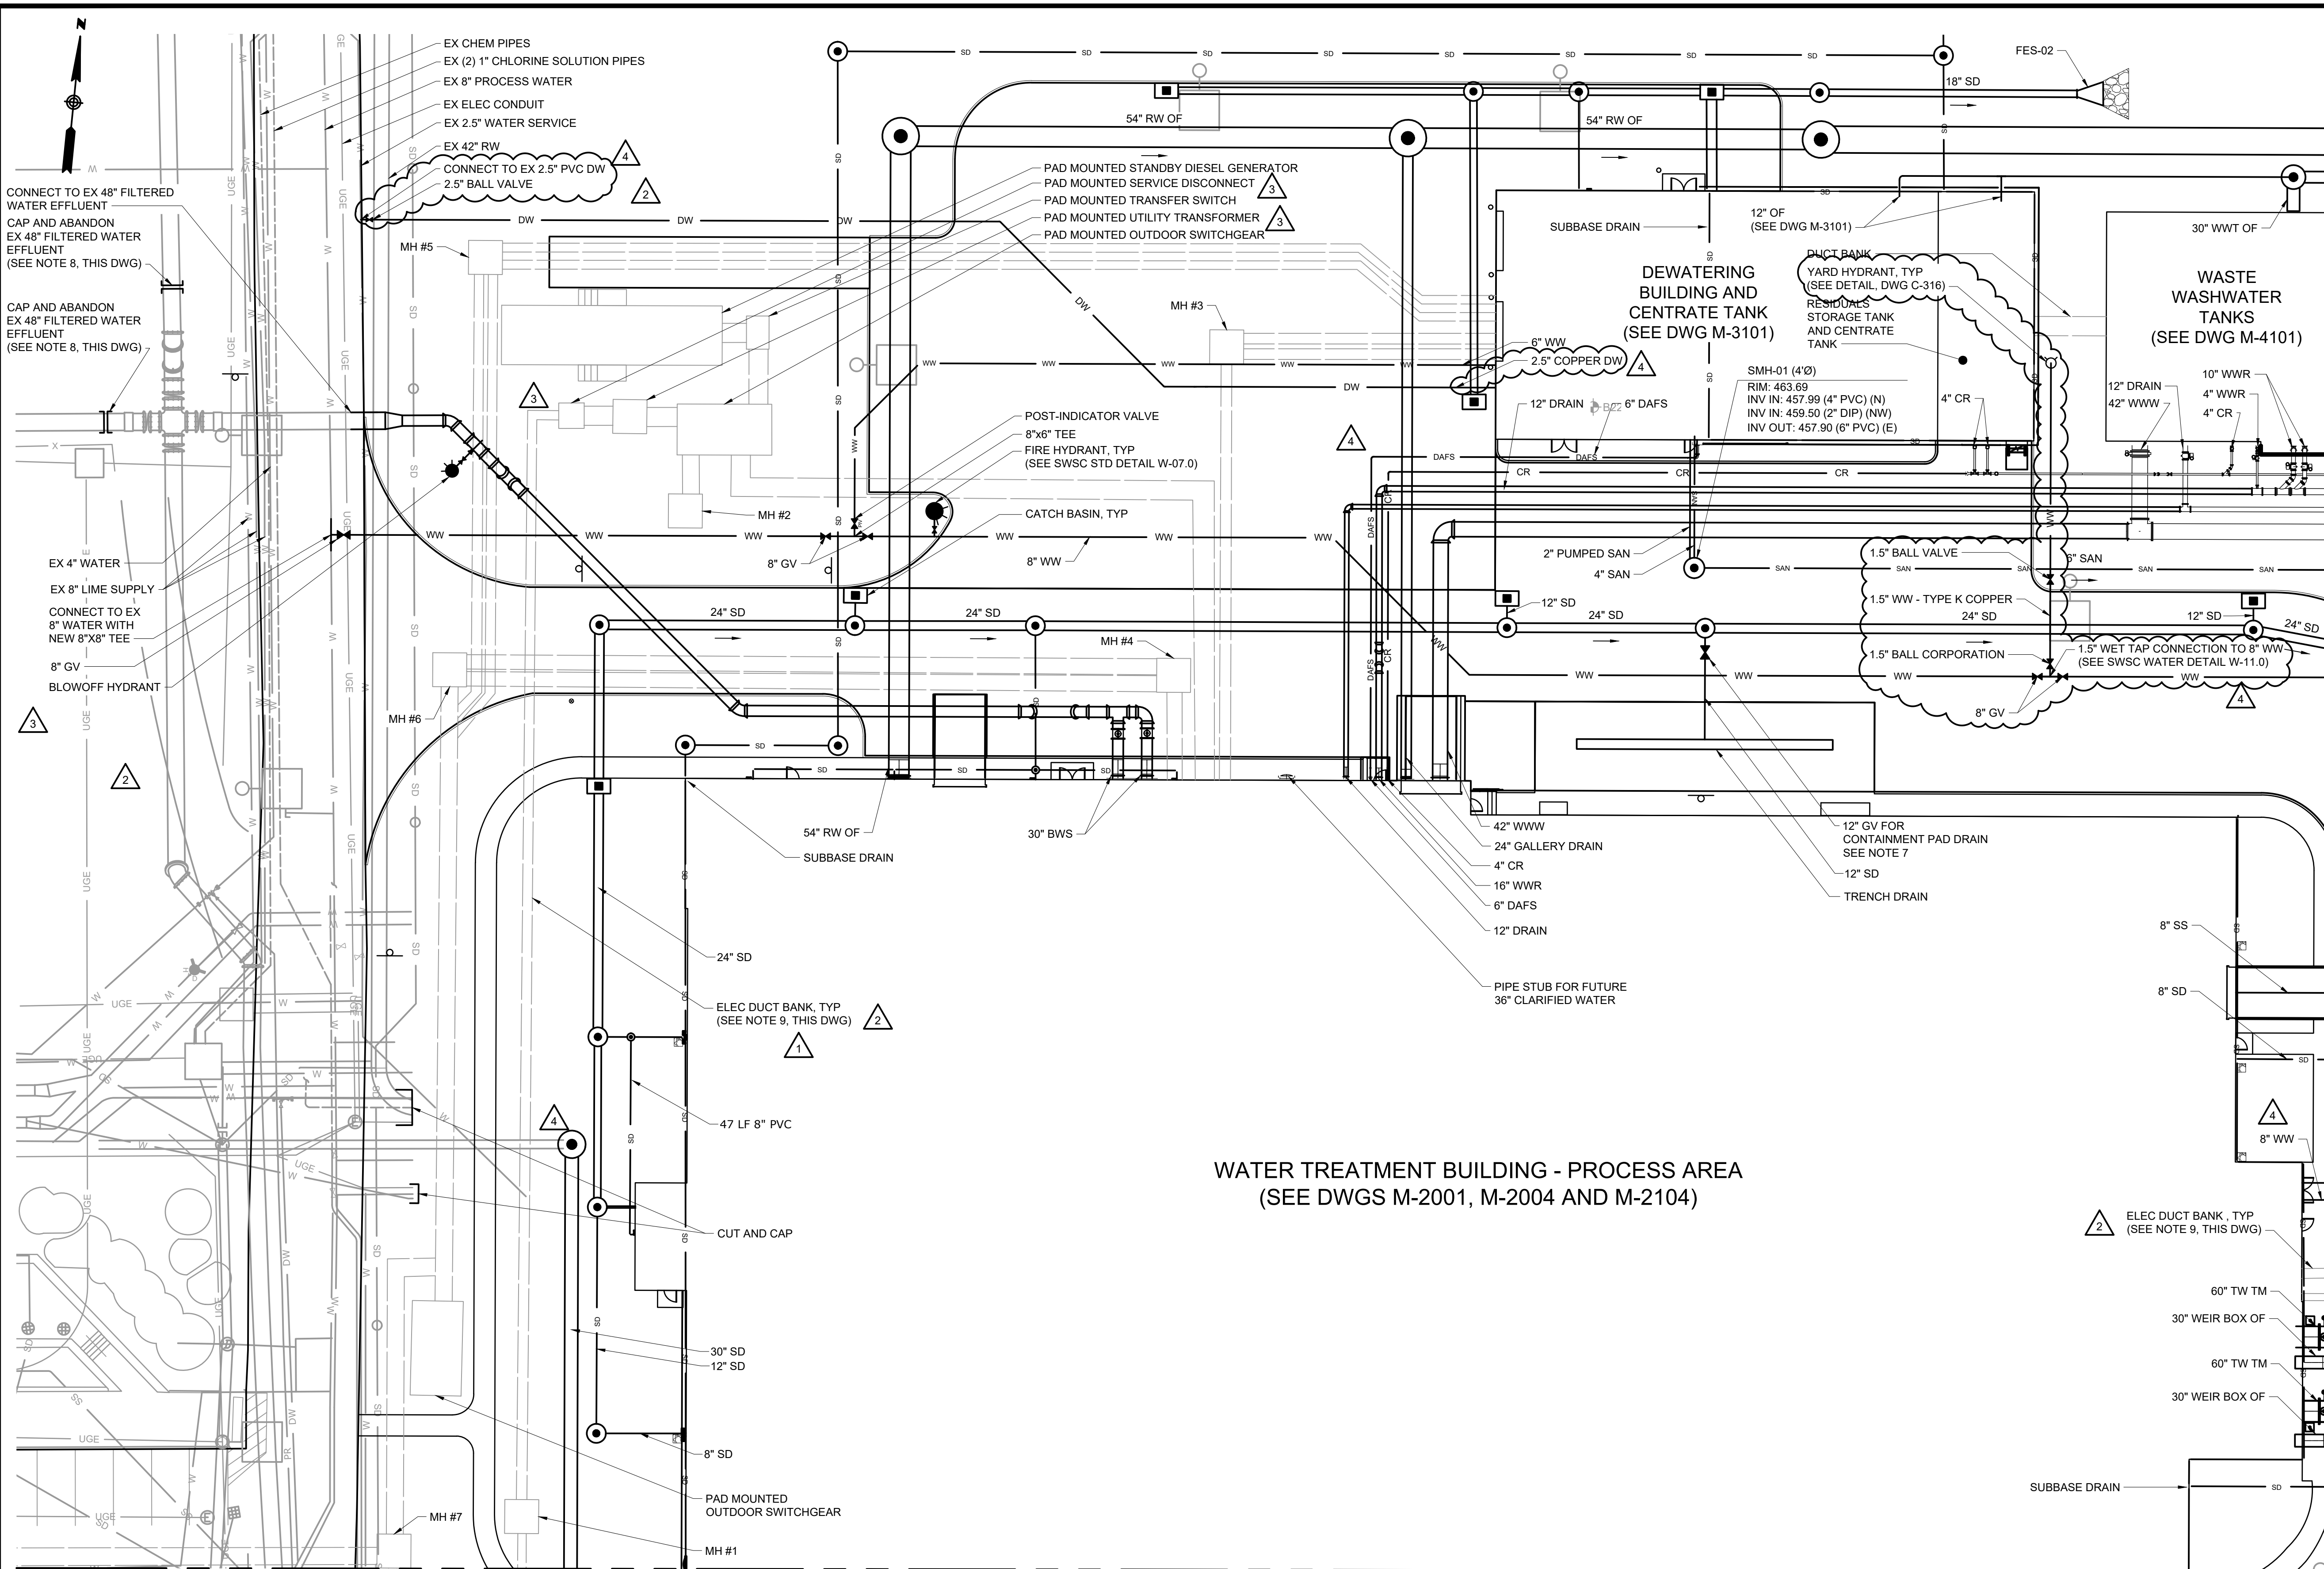 N
EX CHEM PIPES
EX (2) 1" CHLORINE SOLUTION PIPES
EX 8" PROCESS WATER
EX ELEC CONDUIT
EX 2.5" WATER SERVICE
EX 42" RW
CONNECT TO EX 2.5" PVC DW
2.5" BALL VALVE
4
2
CONNECT TO EX 48" FILTERED
WATER EFFLUENT
CAP AND ABANDON
EX 48" FILTERED WATER
EFFLUENT
(SEE NOTE 8, THIS DWG)
CAP AND ABANDON
EX 48" FILTERED WATER
EFFLUENT
(SEE NOTE 8, THIS DWG)
PAD MOUNTED STANDBY DIESEL GENERATOR
PAD MOUNTED SERVICE DISCONNECT
3
PAD MOUNTED TRANSFER SWITCH
PAD MOUNTED UTILITY TRANSFORMER
3
PAD MOUNTED OUTDOOR SWITCHGEAR
MH #5
MH #3
3
MH #2
54" RW OF
54" RW OF
18" SD
FES-02
SUBBASE DRAIN
12" OF
(SEE DWG M-3101)
DUCT BANK
YARD HYDRANT, TYP
(SEE DETAIL, DWG C-316)
RESIDUALS
STORAGE TANK
AND CENTRATE
TANK
DEWATERING
BUILDING AND
CENTRATE TANK
(SEE DWG M-3101)
30" WWT OF
WASTE
WASHWATER
TANKS
(SEE DWG M-4101)
6" WW
2.5" COPPER DW
4
SMH-01 (4'Ø)
RIM: 463.69
INV IN: 457.99 (4" PVC) (N)
INV IN: 459.50 (2" DIP) (NW)
INV OUT: 457.90 (6" PVC) (E)
12" DRAIN
B22
6" DAFS
4" CR
12" DRAIN
42" WWW
10" WWR
4" WWR
4" CR
4
POST-INDICATOR VALVE
8"x6" TEE
FIRE HYDRANT, TYP
(SEE SWSC STD DETAIL W-07.0)
CATCH BASIN, TYP
8" GV
8" WW
2" PUMPED SAN
4" SAN
1.5" BALL VALVE
6" SAN
1.5" WW - TYPE K COPPER
24" SD
1.5" BALL CORPORATION
1.5" WET TAP CONNECTION TO 8" WW
(SEE SWSC WATER DETAIL W-11.0)
12" SD
24" SD
8" GV
4
EX 4" WATER
EX 8" LIME SUPPLY
CONNECT TO EX
8" WATER WITH
NEW 8"X8" TEE
8" GV
BLOWOFF HYDRANT
3
2
24" SD
24" SD
12" SD
24" SD
MH #4
MH #6
54" RW OF
SUBBASE DRAIN
30" BWS
42" WWW
24" GALLERY DRAIN
4" CR
16" WWR
6" DAFS
12" DRAIN
12" GV FOR
CONTAINMENT PAD DRAIN
SEE NOTE 7
12" SD
TRENCH DRAIN
PIPE STUB FOR FUTURE
36" CLARIFIED WATER
24" SD
ELEC DUCT BANK, TYP
(SEE NOTE 9, THIS DWG)
2
1
47 LF 8" PVC
4
CUT AND CAP
WATER TREATMENT BUILDING - PROCESS AREA
(SEE DWGS M-2001, M-2004 AND M-2104)
30" SD
12" SD
8" SD
PAD MOUNTED
OUTDOOR SWITCHGEAR
MH #7
MH #1
8" SS
8" SD
4
8" WW
2
ELEC DUCT BANK , TYP
(SEE NOTE 9, THIS DWG)
60" TW TM
30" WEIR BOX OF
60" TW TM
30" WEIR BOX OF
SUBBASE DRAIN